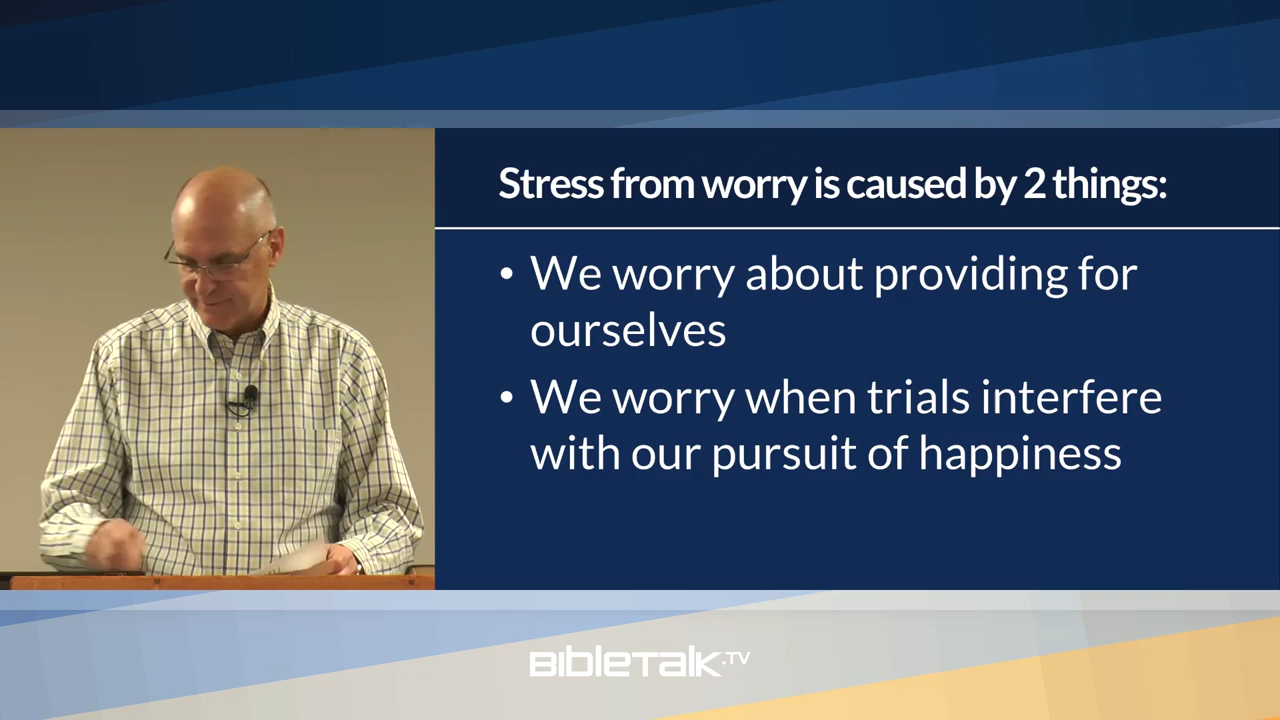 Stress from worry is caused by 2 things:
• We worry about providing for
ourselves
• We worry when trials interfere
with our pursuit of happiness
BIBLETALK.TV